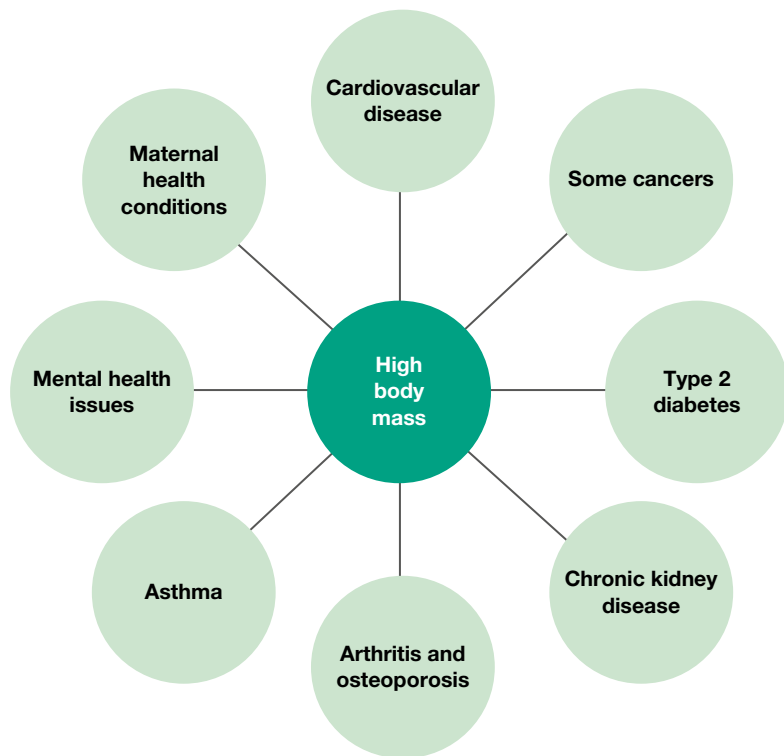 Cardiovascular
disease
Some cancers
Type 2
diabetes
Chronic kidney
disease
Arthritis and
osteoporosis
Asthma
Mental health
issues
Maternal
health
conditions
High
body
mass